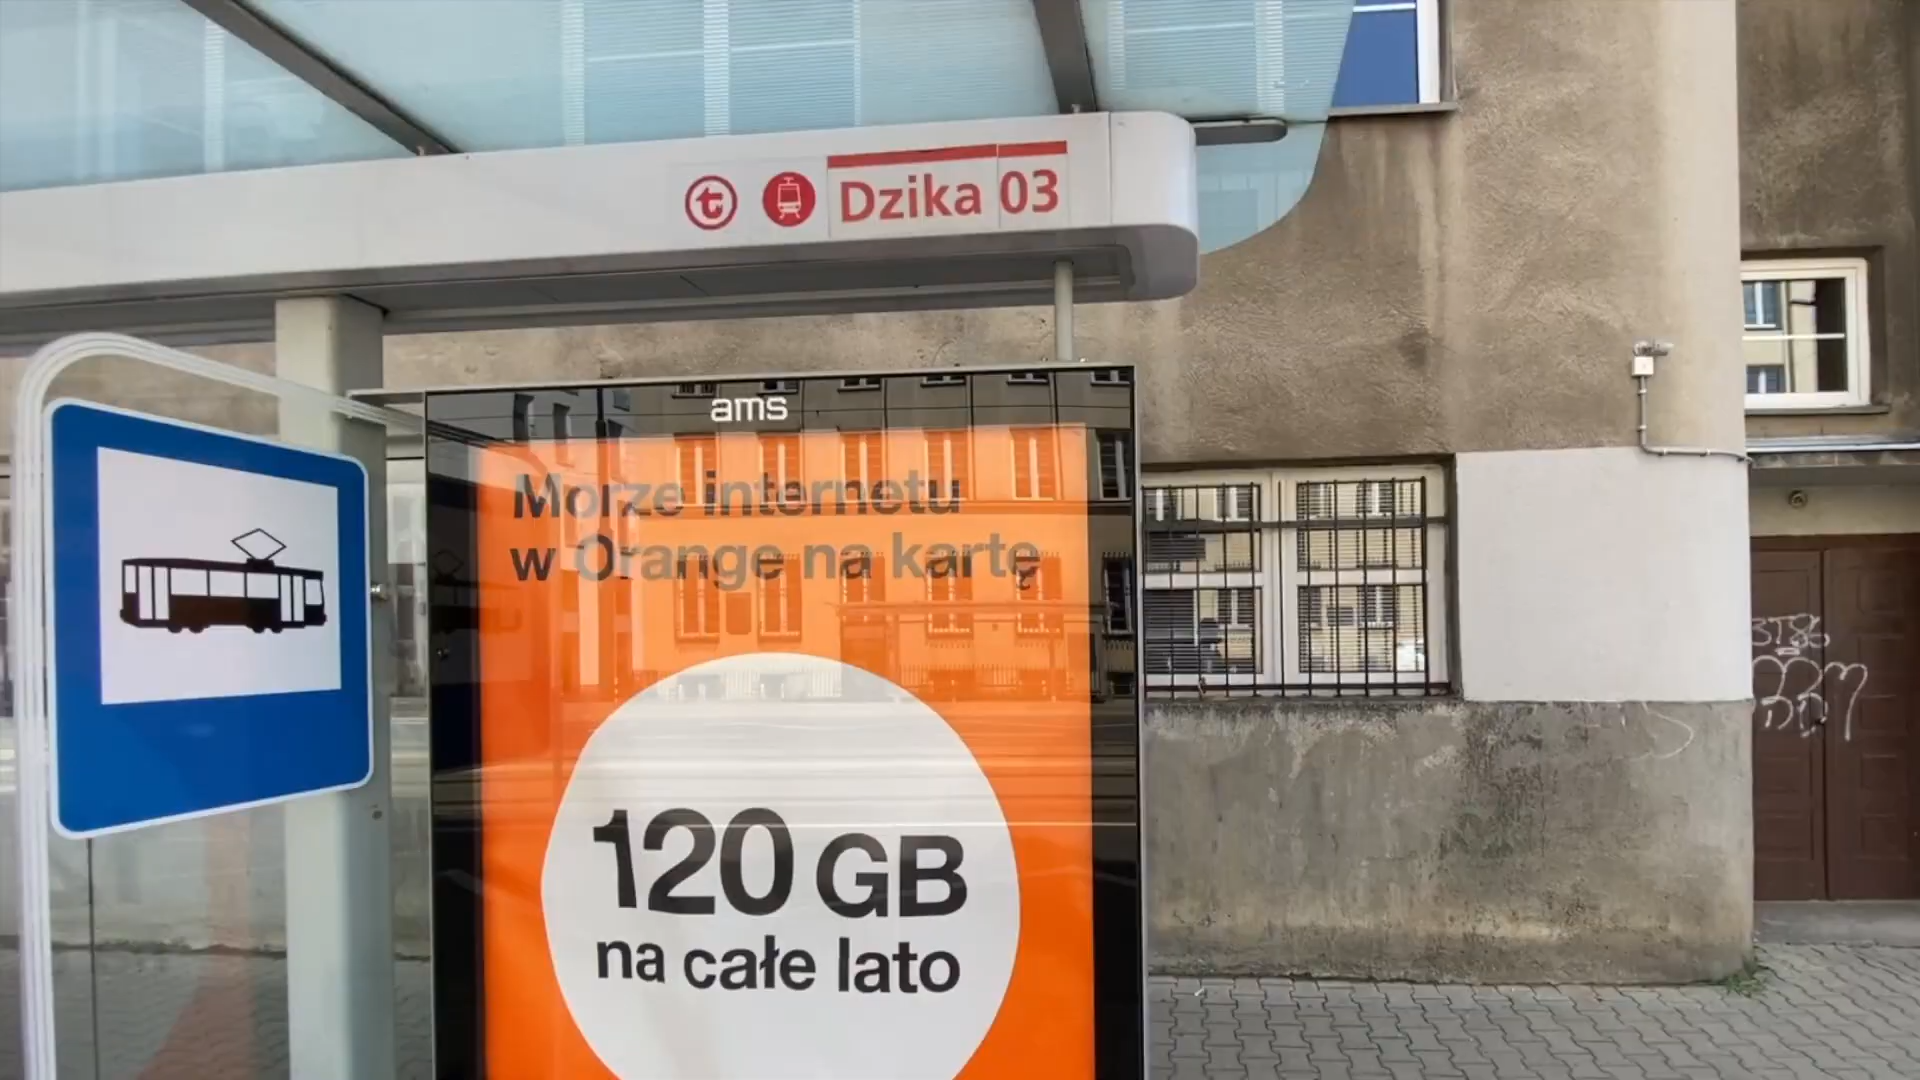 Dzika 03
ams
Morze internetu
w Orange na kartę
120 GB
na całe lato